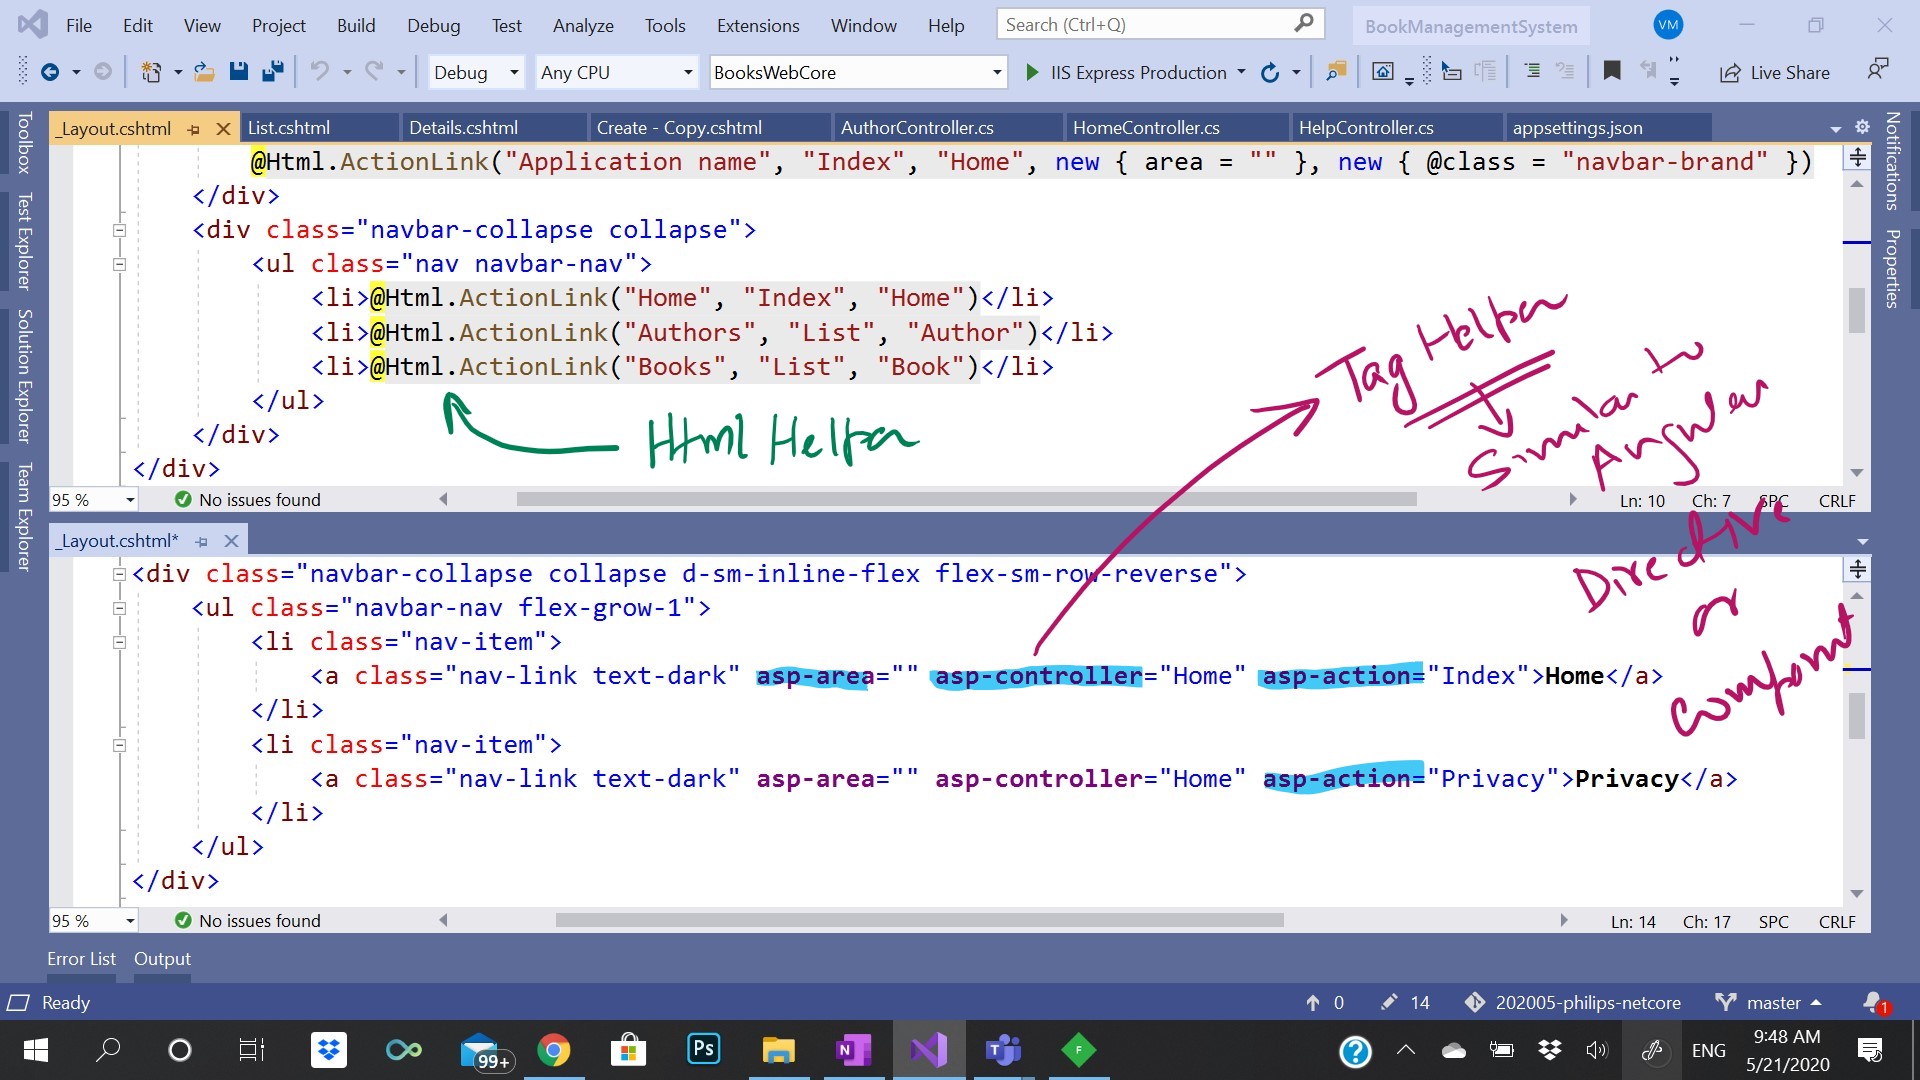 File Edit View Project Build Debug Test Analyze Tools Extensions Window Help Search (Ctrl+Q) BookManagementSystem VM
Debug Any CPU BooksWebCore IIS Express Production Live Share
Toolbox
Test Explorer
Solution Explorer
Team Explorer
Notifications
Properties
_Layout.cshtml List.cshtml Details.cshtml Create - Copy.cshtml AuthorController.cs HomeController.cs HelpController.cs appsettings.json
@Html.ActionLink("Application name", "Index", "Home", new { area = "" }, new { @class = "navbar-brand" })
</div>
<div class="navbar-collapse collapse">
<ul class="nav navbar-nav">
<li>@Html.ActionLink("Home", "Index", "Home")</li>
<li>@Html.ActionLink("Authors", "List", "Author")</li>
<li>@Html.ActionLink("Books", "List", "Book")</li>
</ul>
</div>
</div>
Html Helper
Tag Helper
Similar to
Angular
Directive
or
Component
95 % No issues found Ln: 10 Ch: 7 SPC CRLF
_Layout.cshtml*
<div class="navbar-collapse collapse d-sm-inline-flex flex-sm-row-reverse">
<ul class="navbar-nav flex-grow-1">
<li class="nav-item">
<a class="nav-link text-dark" asp-area="" asp-controller="Home" asp-action="Index">Home</a>
</li>
<li class="nav-item">
<a class="nav-link text-dark" asp-area="" asp-controller="Home" asp-action="Privacy">Privacy</a>
</li>
</ul>
</div>
95 % No issues found Ln: 14 Ch: 17 SPC CRLF
Error List Output
Ready 0 14 202005-philips-netcore master 1
99+ Ps N T F ? ENG 9:48 AM
5/21/2020